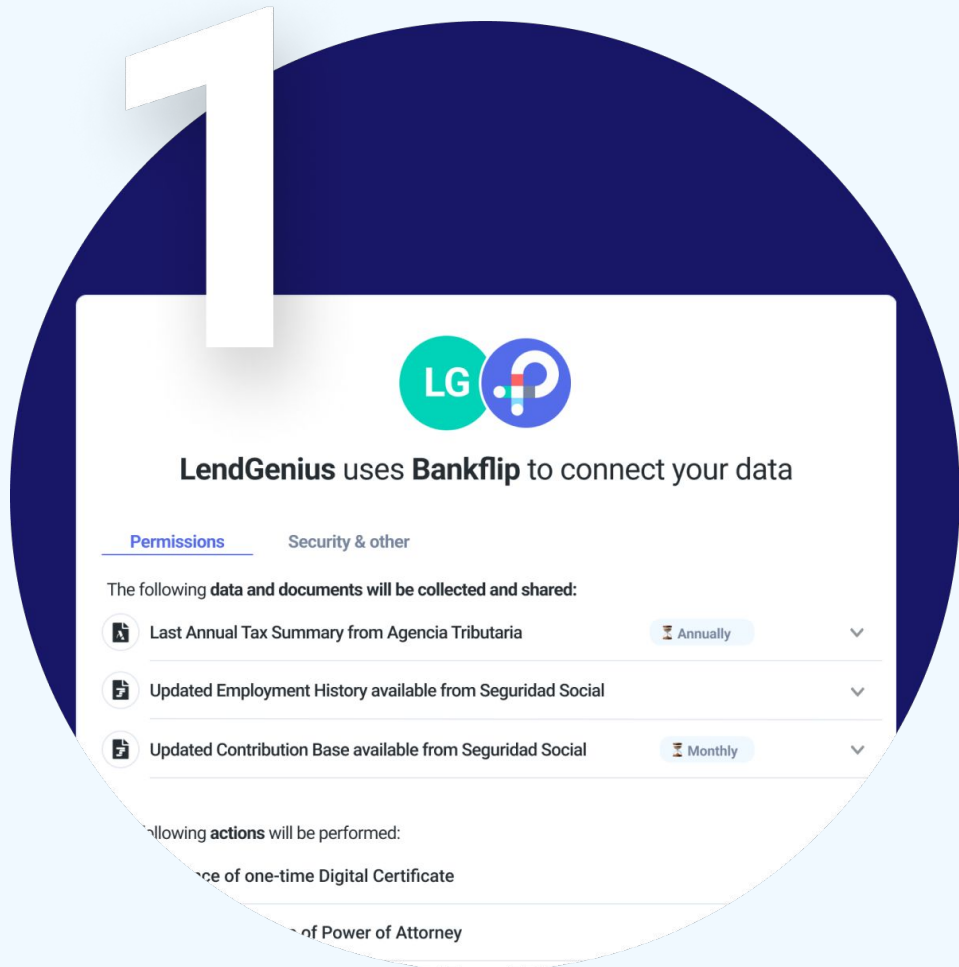 1
LG
LendGenius uses Bankflip to connect your data
Permissions Security & other
The following data and documents will be collected and shared:
Last Annual Tax Summary from Agencia Tributaria Annually
Updated Employment History available from Seguridad Social
Updated Contribution Base available from Seguridad Social Monthly
following actions will be performed:
of one-time Digital Certificate
of Power of Attorney